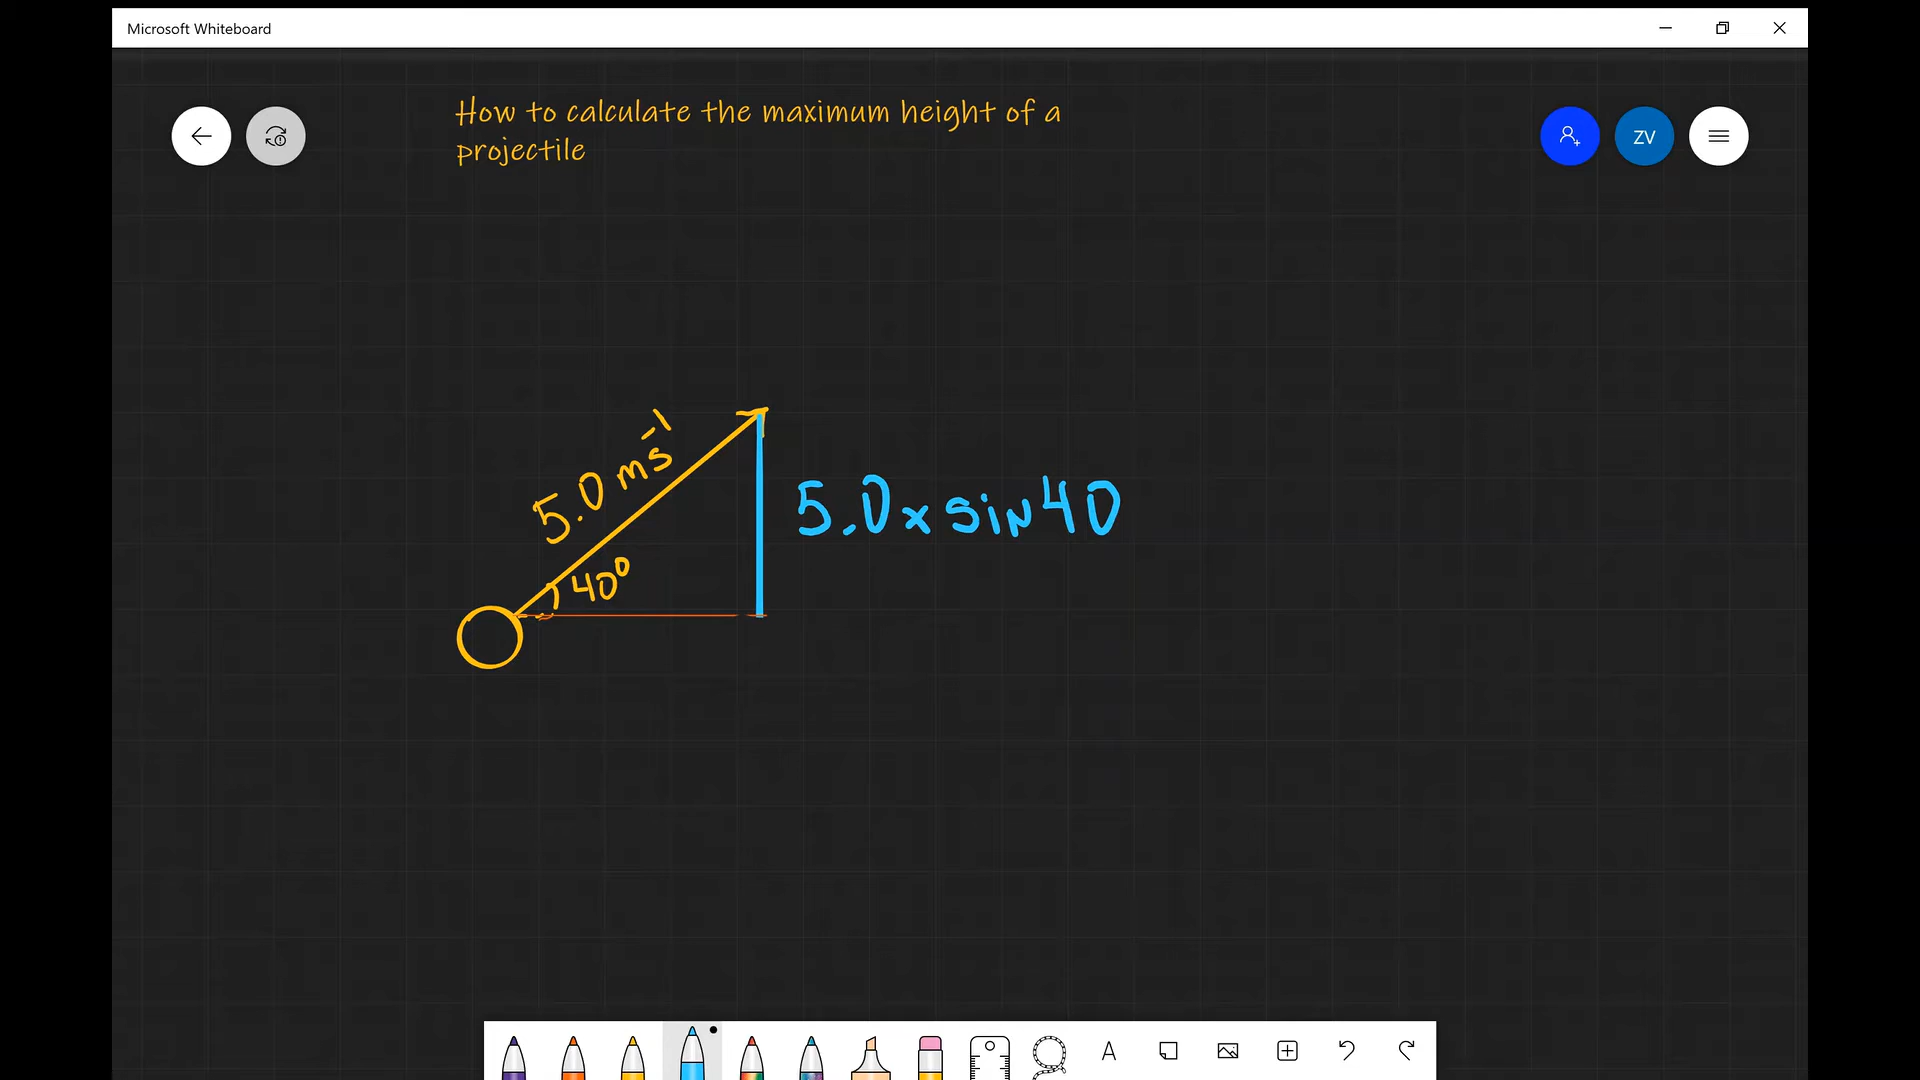 Microsoft Whiteboard
How to calculate the maximum height of a
projectile
ZV
5.0 ms⁻¹
5.0 x sin 40
40°
A